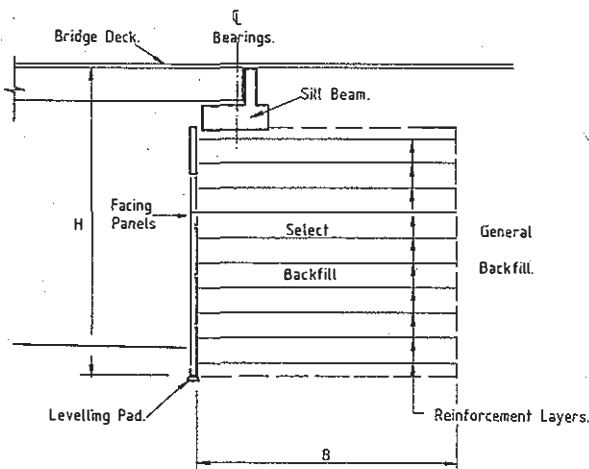 ℄
Bridge Deck.
Bearings.
Sill Beam.
Facing
Panels
H
Select
General
Backfill
Backfill.
Levelling Pad.
Reinforcement Layers.
B